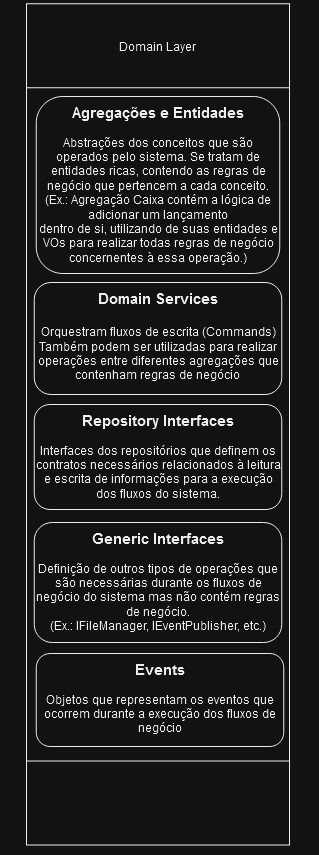 Domain Layer
Agregações e Entidades
Abstrações dos conceitos que são
operados pelo sistema. Se tratam de
entidades ricas, contendo as regras de
negócio que pertencem a cada conceito.
(Ex.: Agregação Caixa contém a lógica de
adicionar um lançamento
dentro de si, utilizando de suas entidades e
VOs para realizar todas regras de negócio
concernentes à essa operação.)
Domain Services
Orquestram fluxos de escrita (Commands)
Também podem ser utilizadas para realizar
operações entre diferentes agregações que
contenham regras de negócio
Repository Interfaces
Interfaces dos repositórios que definem os
contratos necessários relacionados à leitura
e escrita de informações para a execução
dos fluxos do sistema.
Generic Interfaces
Definição de outros tipos de operações que
são necessárias durante os fluxos de
negócio do sistema mas não contém regras
de negócio.
(Ex.: IFileManager, IEventPublisher, etc.)
Events
Objetos que representam os eventos que
ocorrem durante a execução dos fluxos de
negócio